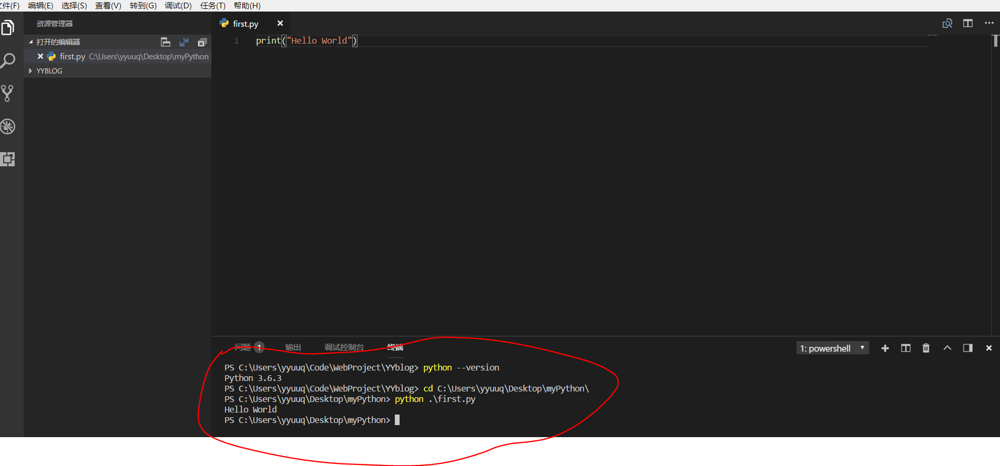 文件(F) 编辑(E) 选择(S) 查看(V) 转到(G) 调试(D) 任务(T) 帮助(H)
资源管理器
打开的编辑器
first.py C:\Users\yyuuq\Desktop\myPython
YYBLOG
first.py
1 print("Hello World")
问题 1 输出 调试控制台 终端
1: powershell
PS C:\Users\yyuuq\Code\WebProject\YYblog> python --version
Python 3.6.3
PS C:\Users\yyuuq\Code\WebProject\YYblog> cd C:\Users\yyuuq\Desktop\myPython\
PS C:\Users\yyuuq\Desktop\myPython> python .\first.py
Hello World
PS C:\Users\yyuuq\Desktop\myPython>